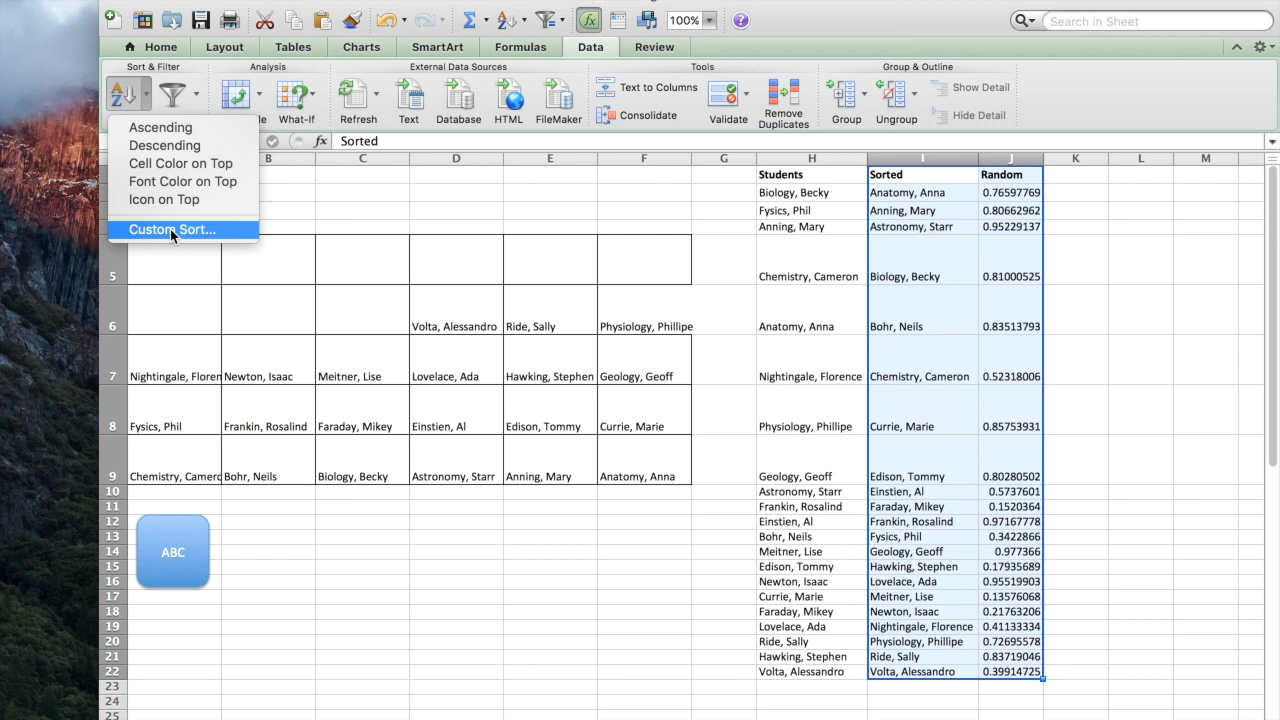 100%
Search in Sheet
Home Layout Tables Charts SmartArt Formulas Data Review
Sort & Filter Analysis External Data Sources Tools Group & Outline
What-If Refresh Text Database HTML FileMaker Text to Columns Consolidate Validate Remove Duplicates Group Ungroup Show Detail Hide Detail
Ascending
Descending
Cell Color on Top
Font Color on Top
Icon on Top
Custom Sort...
fx Sorted
B C D E F G H I J K L M
Students Sorted Random
Biology, Becky Anatomy, Anna 0.76597769
Fysics, Phil Anning, Mary 0.80662962
Anning, Mary Astronomy, Starr 0.95229137
5 Chemistry, Cameron Biology, Becky 0.81000525
6 Volta, Alessandro Ride, Sally Physiology, Phillipe Anatomy, Anna Bohr, Neils 0.83513793
7 Nightingale, Floren Newton, Isaac Meitner, Lise Lovelace, Ada Hawking, Stephen Geology, Geoff Nightingale, Florence Chemistry, Cameron 0.52318006
8 Fysics, Phil Frankin, Rosalind Faraday, Mikey Einstien, Al Edison, Tommy Currie, Marie Physiology, Phillipe Currie, Marie 0.85753931
9 Chemistry, Camero Bohr, Neils Biology, Becky Astronomy, Starr Anning, Mary Anatomy, Anna Geology, Geoff Edison, Tommy 0.80280502
10 Astronomy, Starr Einstien, Al 0.5737601
11 Frankin, Rosalind Faraday, Mikey 0.1520364
12 Einstien, Al Frankin, Rosalind 0.97167778
13 Bohr, Neils Fysics, Phil 0.3422866
14 Meitner, Lise Geology, Geoff 0.977366
15 Edison, Tommy Hawking, Stephen 0.17935689
16 Newton, Isaac Lovelace, Ada 0.95519903
17 Currie, Marie Meitner, Lise 0.13576068
18 Faraday, Mikey Newton, Isaac 0.21763206
19 Lovelace, Ada Nightingale, Florence 0.41133334
20 Ride, Sally Physiology, Phillipe 0.72695578
21 Hawking, Stephen Ride, Sally 0.83719046
22 Volta, Alessandro Volta, Alessandro 0.39914725
23
24
25
ABC